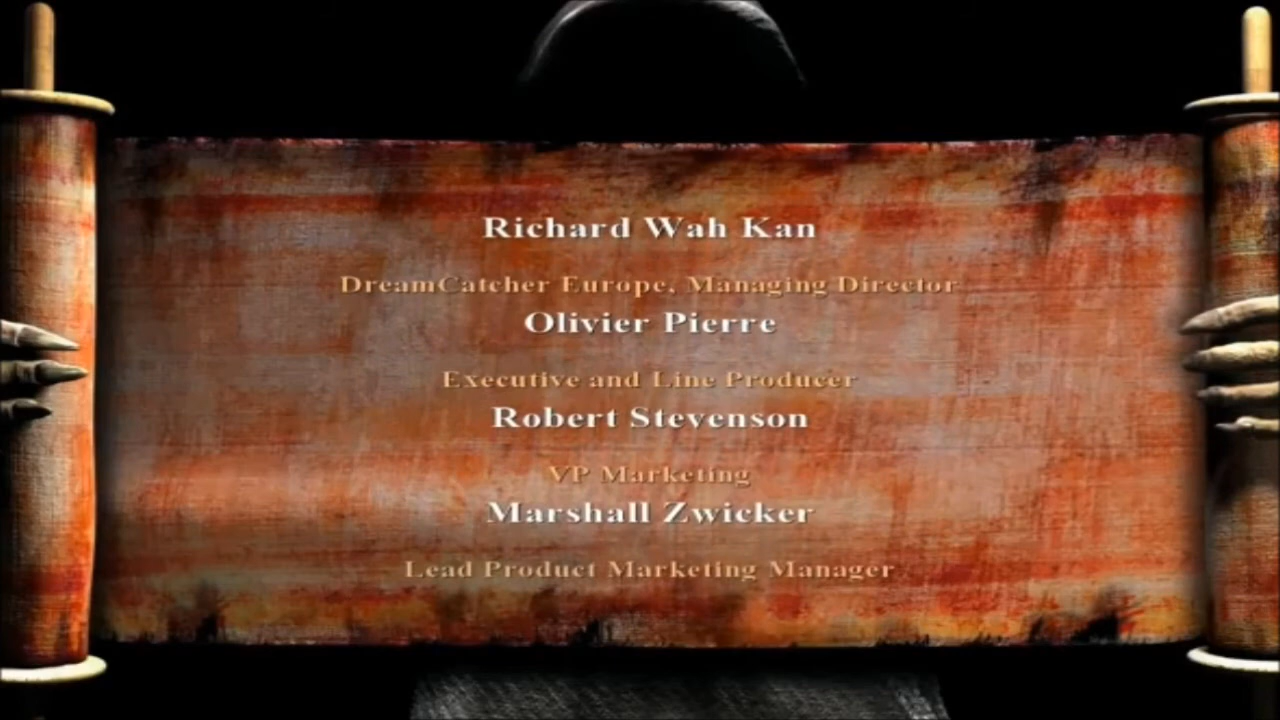 Richard Wah Kan
DreamCatcher Europe, Managing Director
Olivier Pierre
Executive and Line Producer
Robert Stevenson
VP Marketing
Marshall Zwicker
Lead Product Marketing Manager